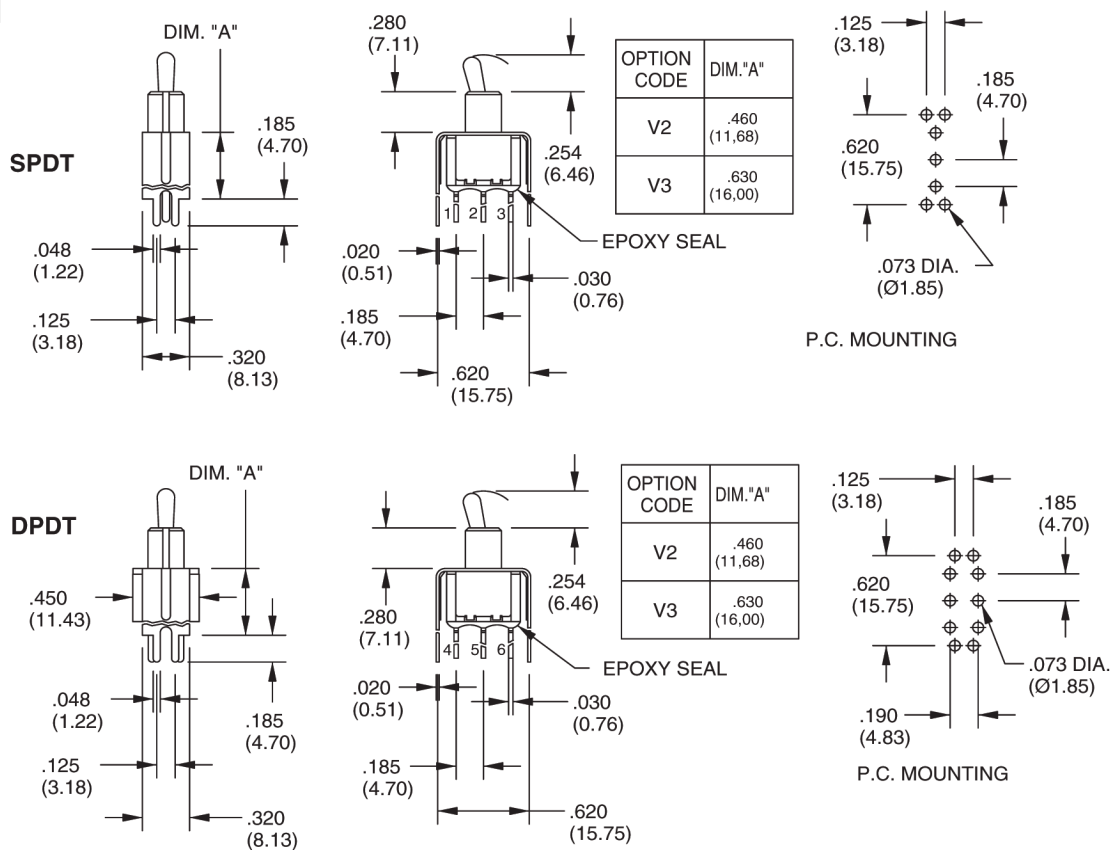 DIM. "A"
SPDT
.185
(4.70)
.048
(1.22)
.125
(3.18)
.320
(8.13)
.280
(7.11)
.254
(6.46)
1 2 3
EPOXY SEAL
.020
(0.51)
.030
(0.76)
.185
(4.70)
.620
(15.75)
OPTION CODE DIM."A"
V2 .460 (11,68)
V3 .630 (16,00)
.125
(3.18)
.185
(4.70)
.620
(15.75)
.073 DIA.
(Ø1.85)
P.C. MOUNTING
DIM. "A"
DPDT
.450
(11.43)
.048
(1.22)
.185
(4.70)
.125
(3.18)
.320
(8.13)
.254
(6.46)
.280
(7.11)
4 5 6
EPOXY SEAL
.020
(0.51)
.030
(0.76)
.185
(4.70)
.620
(15.75)
OPTION CODE DIM."A"
V2 .460 (11,68)
V3 .630 (16,00)
.125
(3.18)
.185
(4.70)
.620
(15.75)
.073 DIA.
(Ø1.85)
.190
(4.83)
P.C. MOUNTING